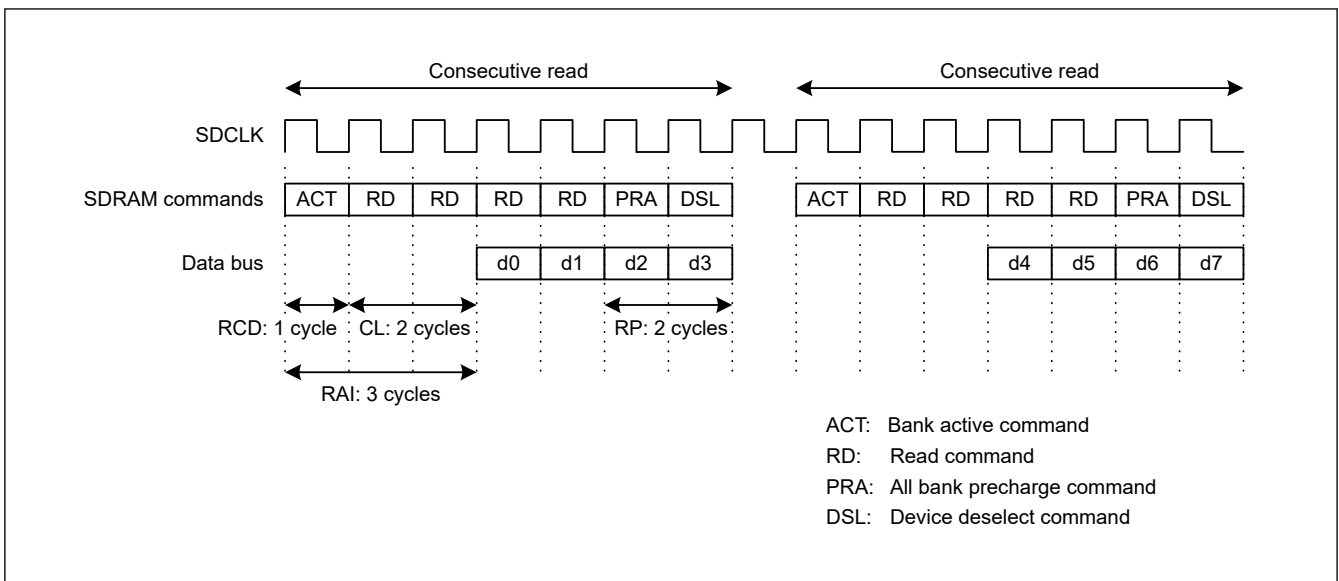 Consecutive read Consecutive read
SDCLK
SDRAM commands ACT RD RD RD RD PRA DSL ACT RD RD RD RD PRA DSL
Data bus d0 d1 d2 d3 d4 d5 d6 d7
RCD: 1 cycle CL: 2 cycles RP: 2 cycles
RAI: 3 cycles
ACT: Bank active command
RD: Read command
PRA: All bank precharge command
DSL: Device deselect command